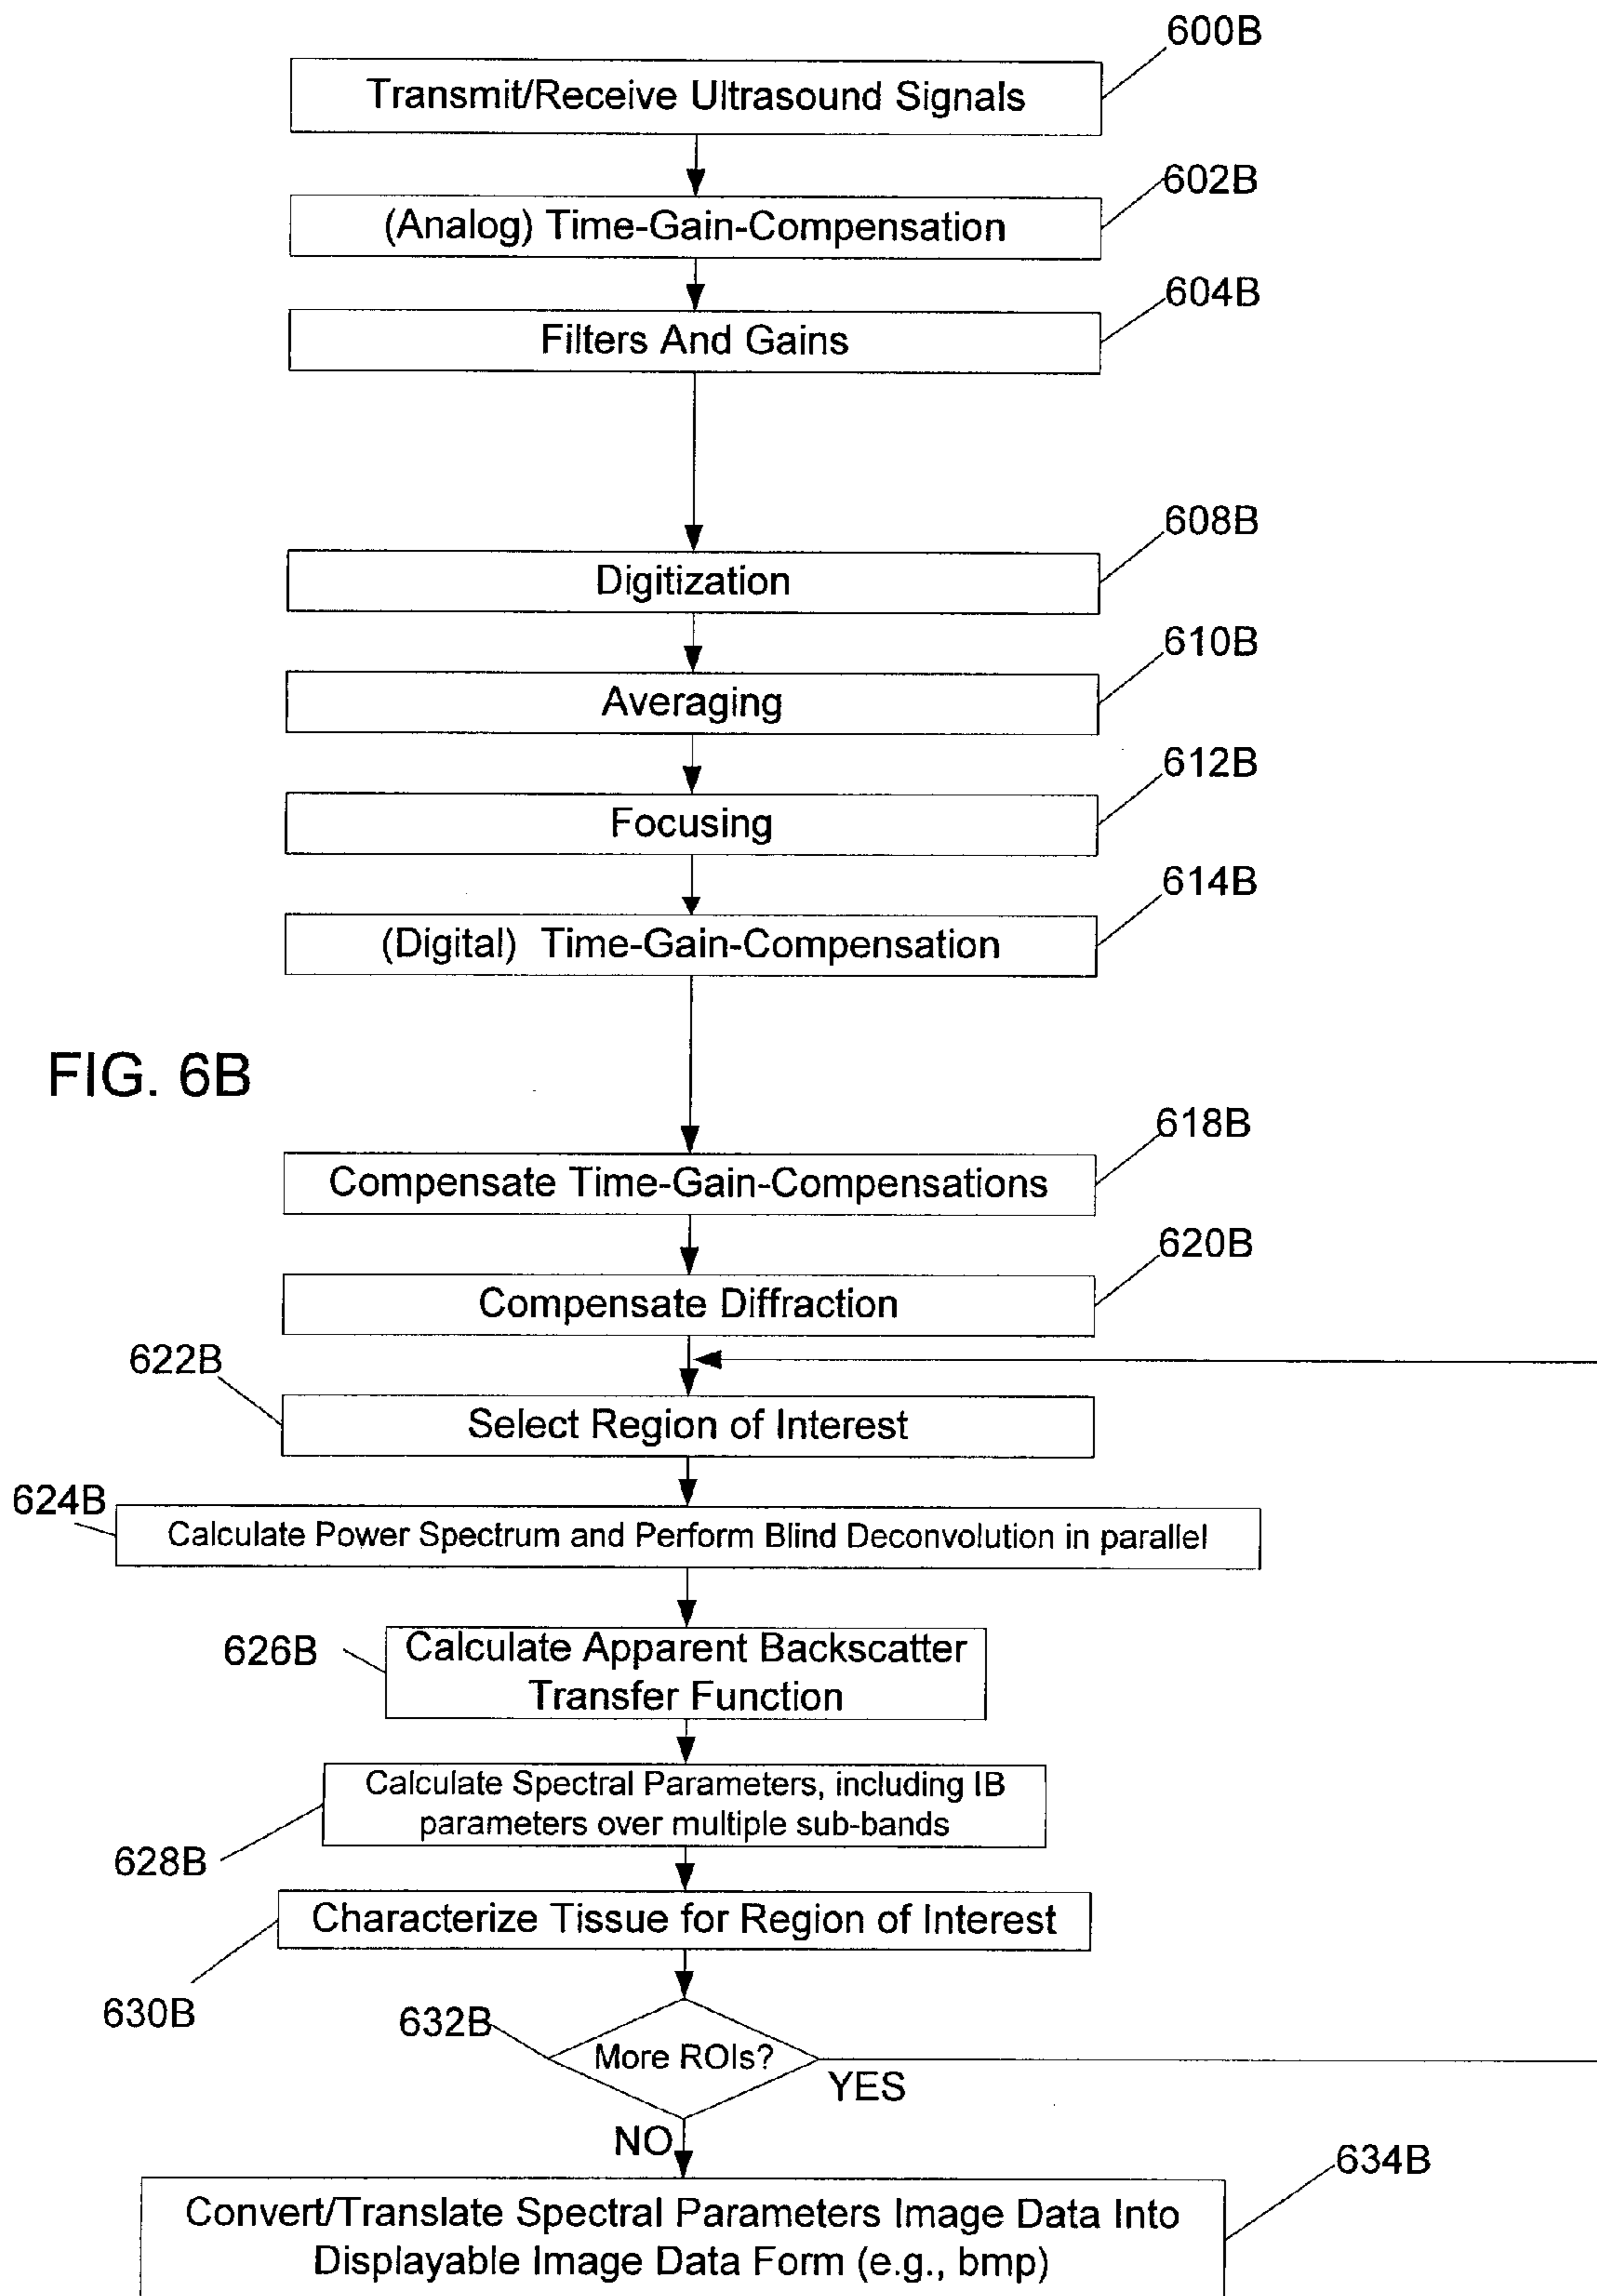 600B
Transmit/Receive Ultrasound Signals
602B
(Analog) Time-Gain-Compensation
604B
Filters And Gains
608B
Digitization
610B
Averaging
612B
Focusing
614B
(Digital) Time-Gain-Compensation
FIG. 6B
618B
Compensate Time-Gain-Compensations
620B
Compensate Diffraction
622B
Select Region of Interest
624B
Calculate Power Spectrum and Perform Blind Deconvolution in parallel
626B
Calculate Apparent Backscatter
Transfer Function
Calculate Spectral Parameters, including IB
parameters over multiple sub-bands
628B
Characterize Tissue for Region of Interest
630B
632B
More ROIs?
YES
NO
634B
Convert/Translate Spectral Parameters Image Data Into
Displayable Image Data Form (e.g., bmp)